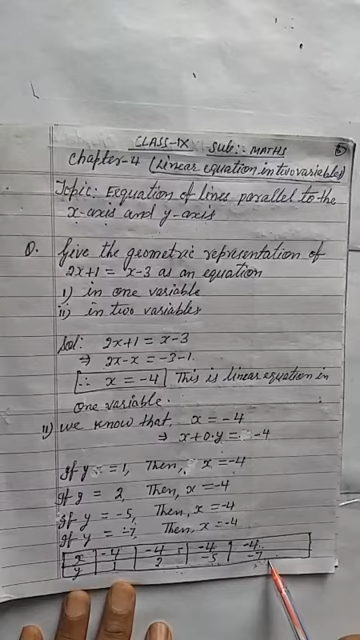 CLASS-IX Sub:- MATHS
Chapter-4 (Linear equation in two variables)
Topic: Equation of lines parallel to the
x-axis and y-axis
Q. Give the geometric representation of
2x+1 = x-3 as an equation
i) in one variable
ii) in two variables
Sol: 2x+1 = x-3
⇒ 2x-x = -3-1
[∴ x = -4] This is linear equation in
One variable.
ii) We know that, x = -4
⇒ x+0·y = -4
If y = 1, Then, x = -4
If y = 2, Then, x = -4
If y = -5, Then, x = -4
If y = -7, Then, x = -4
x -4 -4 -4 -4
y 1 2 -5 -7